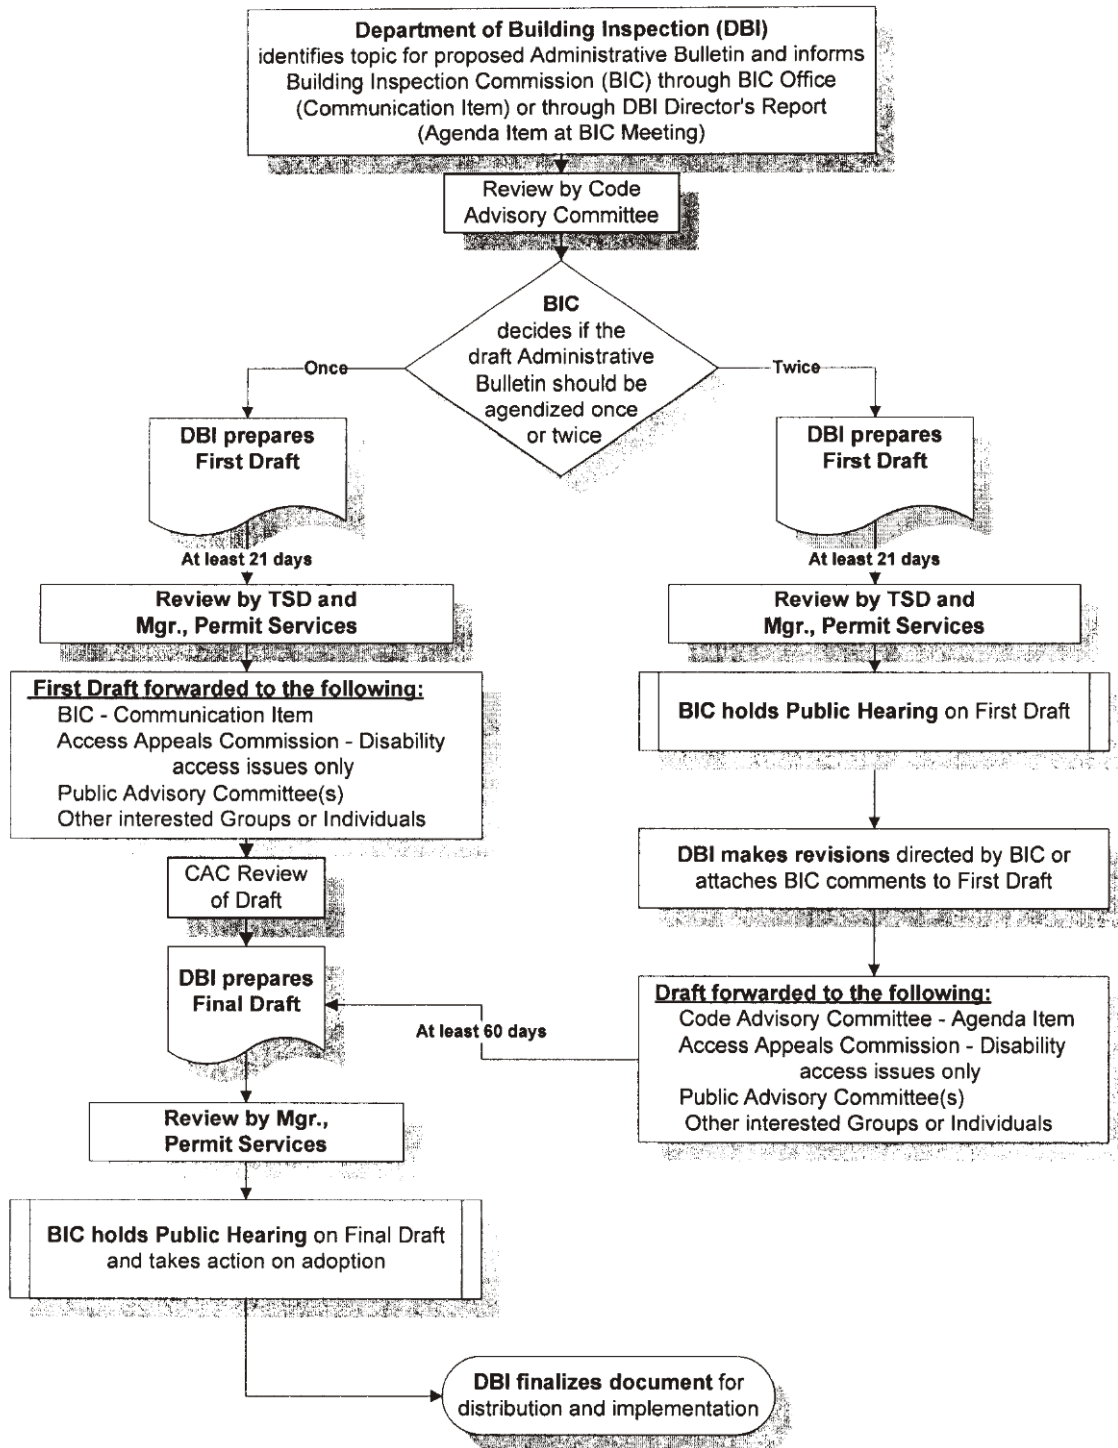 Department of Building Inspection (DBI)
identifies topic for proposed Administrative Bulletin and informs
Building Inspection Commission (BIC) through BIC Office
(Communication Item) or through DBI Director's Report
(Agenda Item at BIC Meeting)
Review by Code
Advisory Committee
BIC
decides if the
draft Administrative
Bulletin should be
agendized once
or twice
Once
Twice
DBI prepares
First Draft
At least 21 days
Review by TSD and
Mgr., Permit Services
First Draft forwarded to the following:
BIC - Communication Item
Access Appeals Commission - Disability
access issues only
Public Advisory Committee(s)
Other interested Groups or Individuals
CAC Review
of Draft
DBI prepares
Final Draft
DBI prepares
First Draft
At least 21 days
Review by TSD and
Mgr., Permit Services
BIC holds Public Hearing on First Draft
DBI makes revisions directed by BIC or
attaches BIC comments to First Draft
Draft forwarded to the following:
Code Advisory Committee - Agenda Item
Access Appeals Commission - Disability
access issues only
Public Advisory Committee(s)
Other interested Groups or Individuals
At least 60 days
Review by Mgr.,
Permit Services
BIC holds Public Hearing on Final Draft
and takes action on adoption
DBI finalizes document for
distribution and implementation